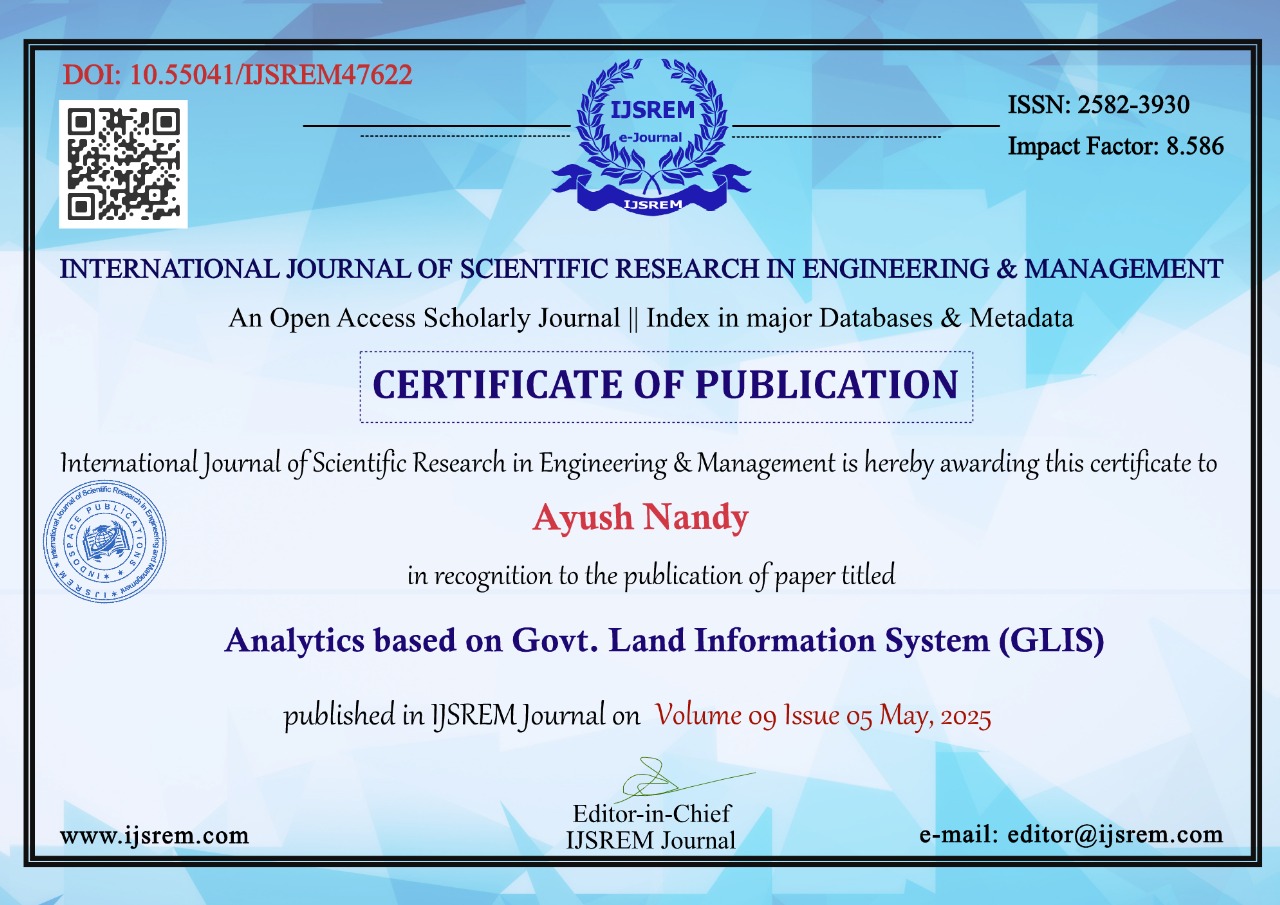 DOI: 10.55041/IJSREM47622
IJSREM
e-Journal
IJSREM
ISSN: 2582-3930
Impact Factor: 8.586
INTERNATIONAL JOURNAL OF SCIENTIFIC RESEARCH IN ENGINEERING & MANAGEMENT
An Open Access Scholarly Journal || Index in major Databases & Metadata
CERTIFICATE OF PUBLICATION
International Journal of Scientific Research in Engineering & Management is hereby awarding this certificate to
International Journal of Scientific Research in Engineering and Management
IJSREM
INDOSPACE PUBLICATIONS
Ayush Nandy
in recognition to the publication of paper titled
Analytics based on Govt. Land Information System (GLIS)
published in IJSREM Journal on Volume 09 Issue 05 May, 2025
Editor-in-Chief
IJSREM Journal
www.ijsrem.com
e-mail: editor@ijsrem.com